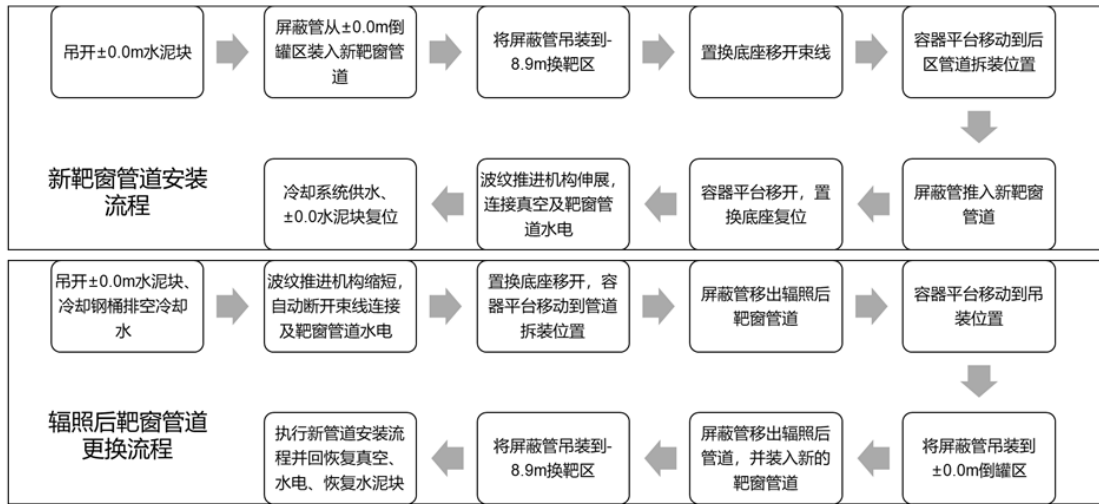 吊开±0.0m水泥块
屏蔽管从±0.0m倒
罐区装入新靶窗管
道
将屏蔽管吊装到-
8.9m换靶区
置换底座移开束线
容器平台移动到后
区管道拆装位置
新靶窗管道安装
流程
冷却系统供水、
±0.0水泥块复位
波纹推进机构伸展，
连接真空及靶窗管
道水电
容器平台移开，置
换底座复位
屏蔽管推入新靶窗
管道
吊开±0.0m水泥块、
冷却钢桶排空冷却
水
波纹推进机构缩短，
自动断开束线连接
及靶窗管道水电
置换底座移开，容
器平台移动到管道
拆装位置
屏蔽管移出辐照后
靶窗管道
容器平台移动到吊
装位置
辐照后靶窗管道
更换流程
执行新管道安装流
程并回恢复真空、
水电、恢复水泥块
将屏蔽管吊装到-
8.9m换靶区
屏蔽管移出辐照后
管道，并装入新的
靶窗管道
将屏蔽管吊装到
±0.0m倒罐区